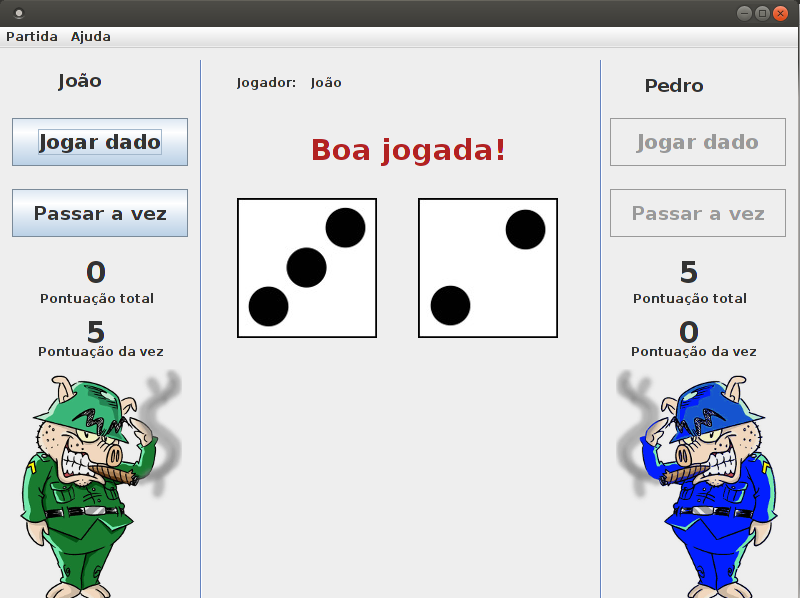 Partida Ajuda
João
Jogar dado
Passar a vez
0
Pontuação total
5
Pontuação da vez
Jogador: João
Boa jogada!
Pedro
Jogar dado
Passar a vez
5
Pontuação total
0
Pontuação da vez